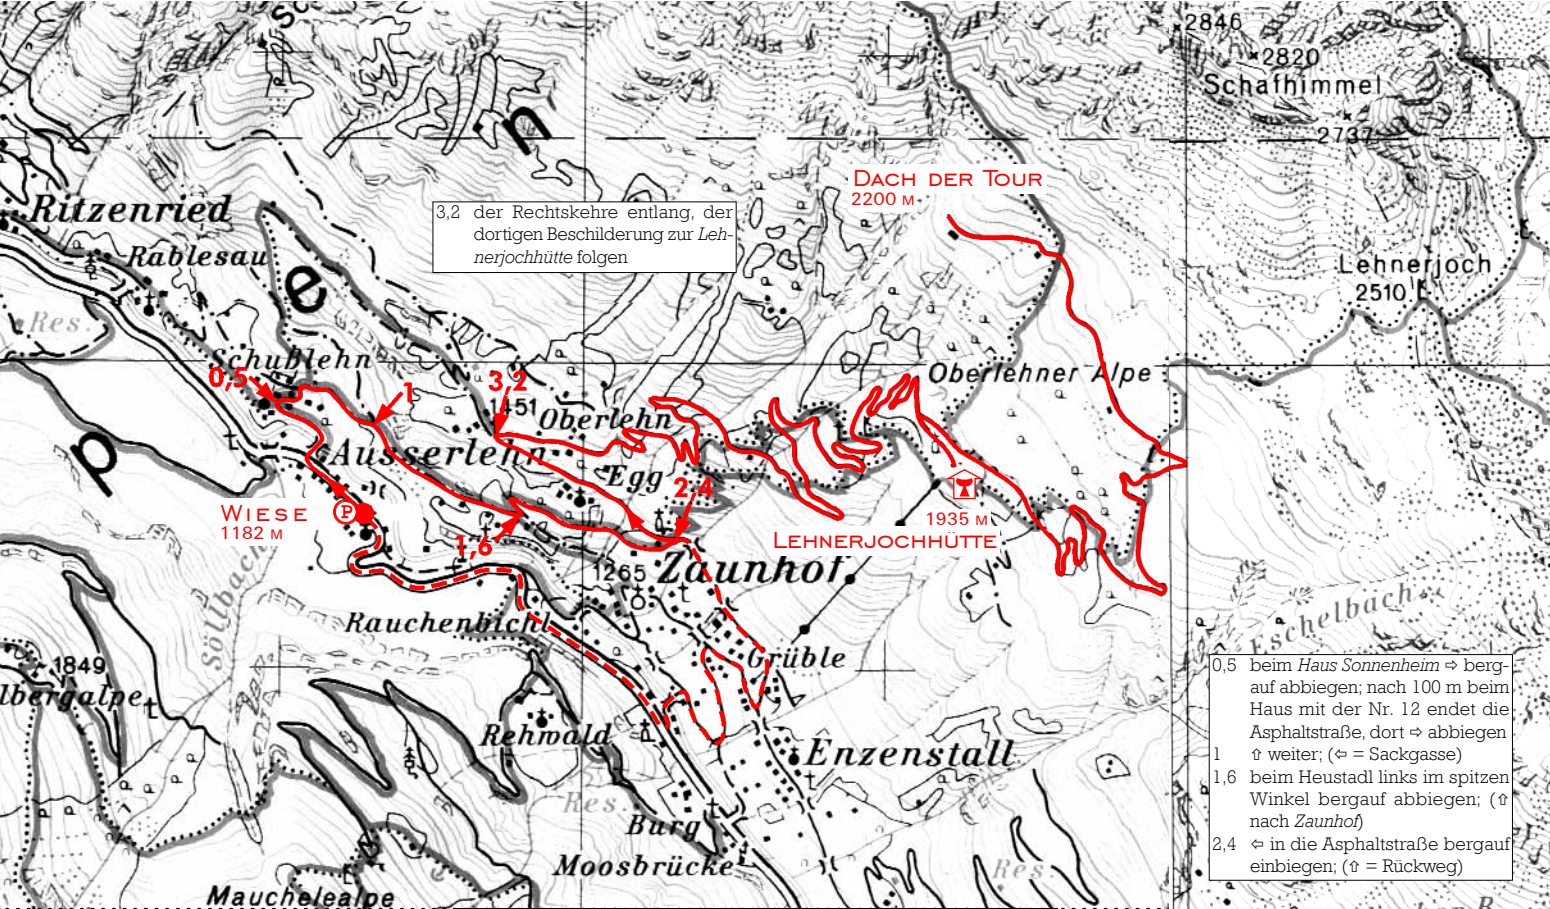 2846
2820
Schafhimmel
2737
n
DACH DER TOUR
2200 M
Ritzenried
3,2 der Rechtskehre entlang, der
dortigen Beschilderung zur Leh-
nerjochhütte folgen
Rablesau
Lehnerjoch
2510
e
Res.
Schußlehn
0,5
1
3,2
1451
Oberlehn
Oberlehner Alpe
p
Ausserlehn
Egg
2,4
WIESE
1182 M
P
1,6
1935 M
LEHNERJOCHHÜTTE
1265
Zaunhof
Söllbach
Rauchenbichl
Eschelbach
1849
lbergalpe
Grüble
0,5 beim Haus Sonnenheim ⇨ berg-
auf abbiegen; nach 100 m beim
Haus mit der Nr. 12 endet die
Asphaltstraße, dort ⇨ abbiegen
1 ⇧ weiter; (⇦ = Sackgasse)
1,6 beim Heustadl links im spitzen
Winkel bergauf abbiegen; (⇧
nach Zaunhof)
2,4 ⇦ in die Asphaltstraße bergauf
einbiegen; (⇧ = Rückweg)
Rehwald
Enzenstall
Res.
Burg
Moosbrücke
Res.
Mauchelealpe
R